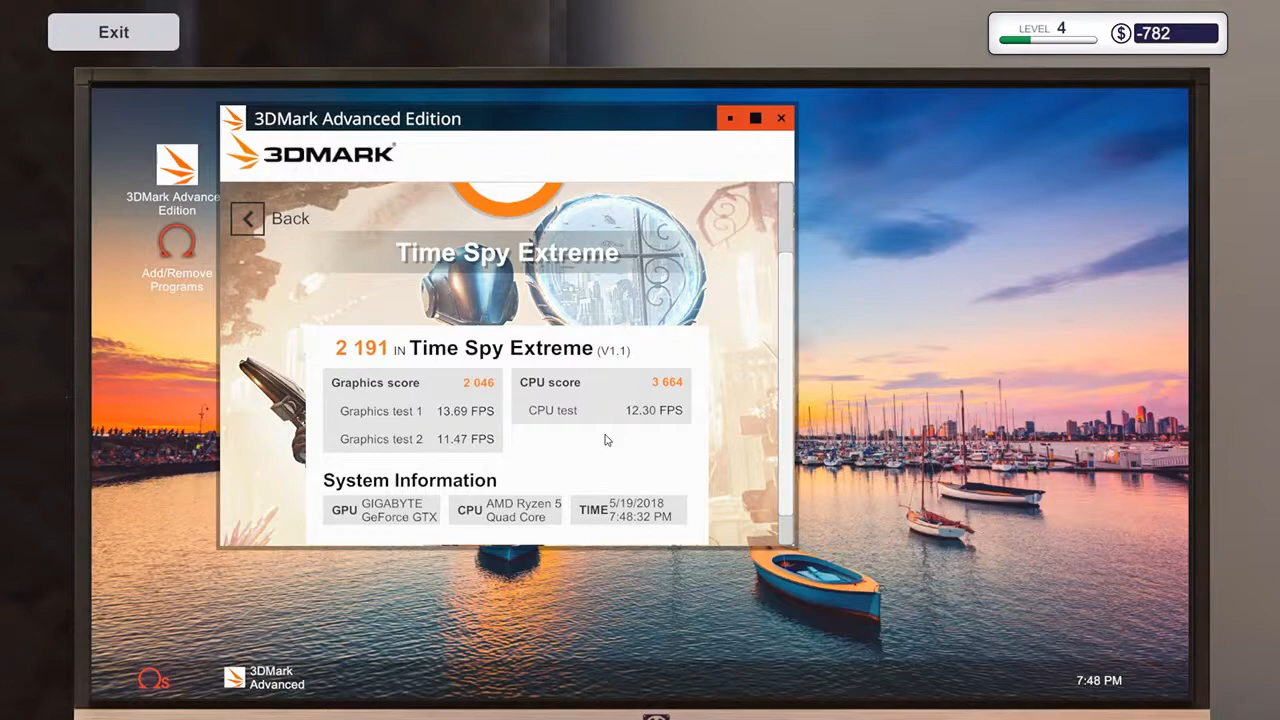 Exit
LEVEL 4
$ -782
3DMark Advanced Edition
3DMARK
3DMark Advance
Edition
Add/Remove
Programs
Back
Time Spy Extreme
2 191 IN Time Spy Extreme (V1.1)
Graphics score 2 046
Graphics test 1 13.69 FPS
Graphics test 2 11.47 FPS
CPU score 3 664
CPU test 12.30 FPS
System Information
GPU GIGABYTE
GeForce GTX
CPU AMD Ryzen 5
Quad Core
TIME 5/19/2018
7:48:32 PM
Ωs
3DMark
Advanced
7:48 PM